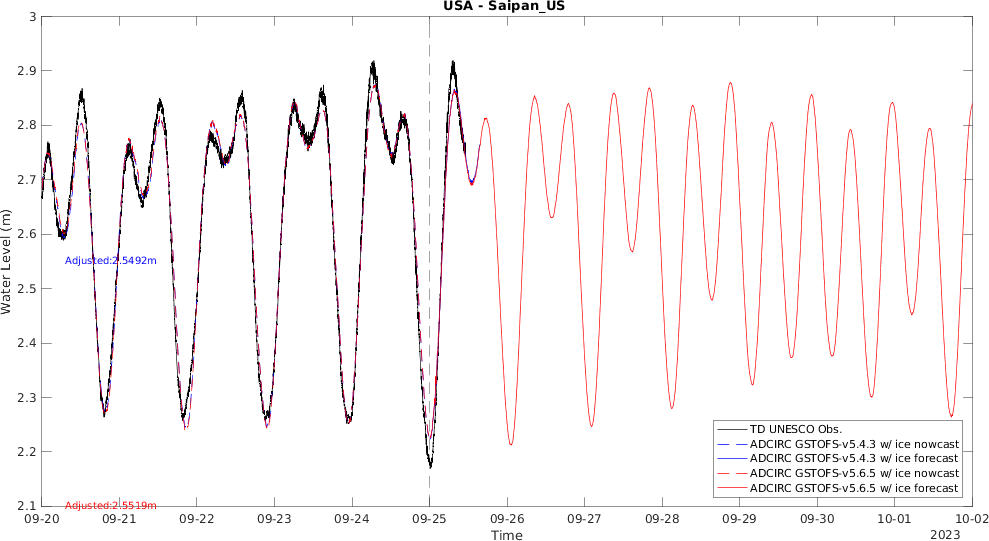 USA - Saipan_US
3
2.9
2.8
2.7
2.6
2.5
2.4
2.3
2.2
2.1
Water Level (m)
Adjusted:2.5492m
Adjusted:2.5519m
TD UNESCO Obs.
ADCIRC GSTOFS-v5.4.3 w/ ice nowcast
ADCIRC GSTOFS-v5.4.3 w/ ice forecast
ADCIRC GSTOFS-v5.6.5 w/ ice nowcast
ADCIRC GSTOFS-v5.6.5 w/ ice forecast
09-20 09-21 09-22 09-23 09-24 09-25 09-26 09-27 09-28 09-29 09-30 10-01 10-02
Time
2023